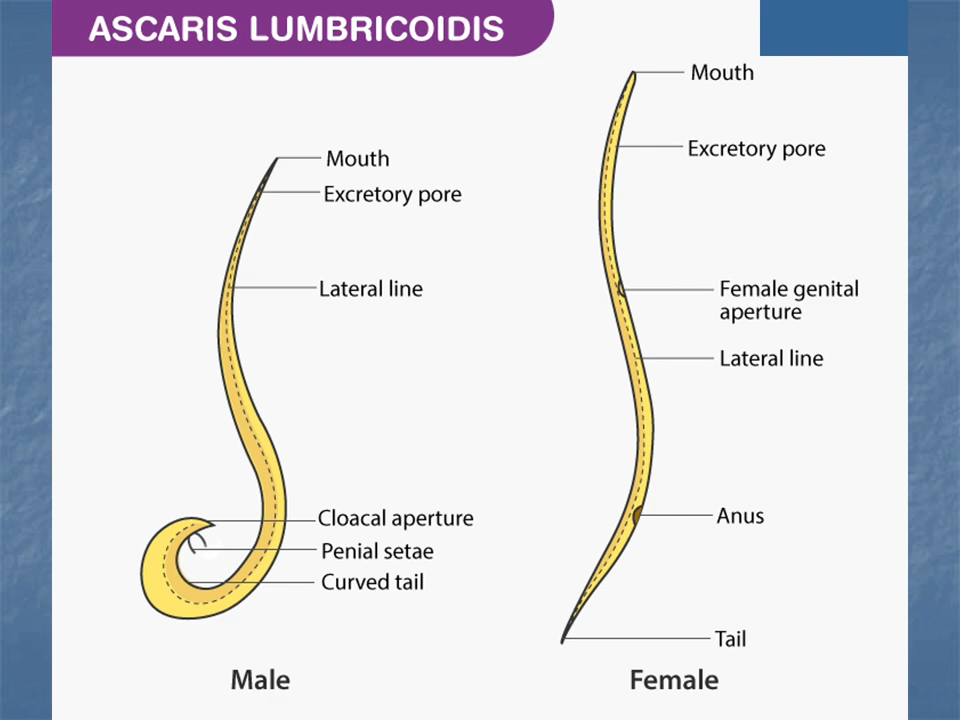 ASCARIS LUMBRICOIDIS
Mouth
Excretory pore
Lateral line
Cloacal aperture
Penial setae
Curved tail
Male
Mouth
Excretory pore
Female genital
aperture
Lateral line
Anus
Tail
Female